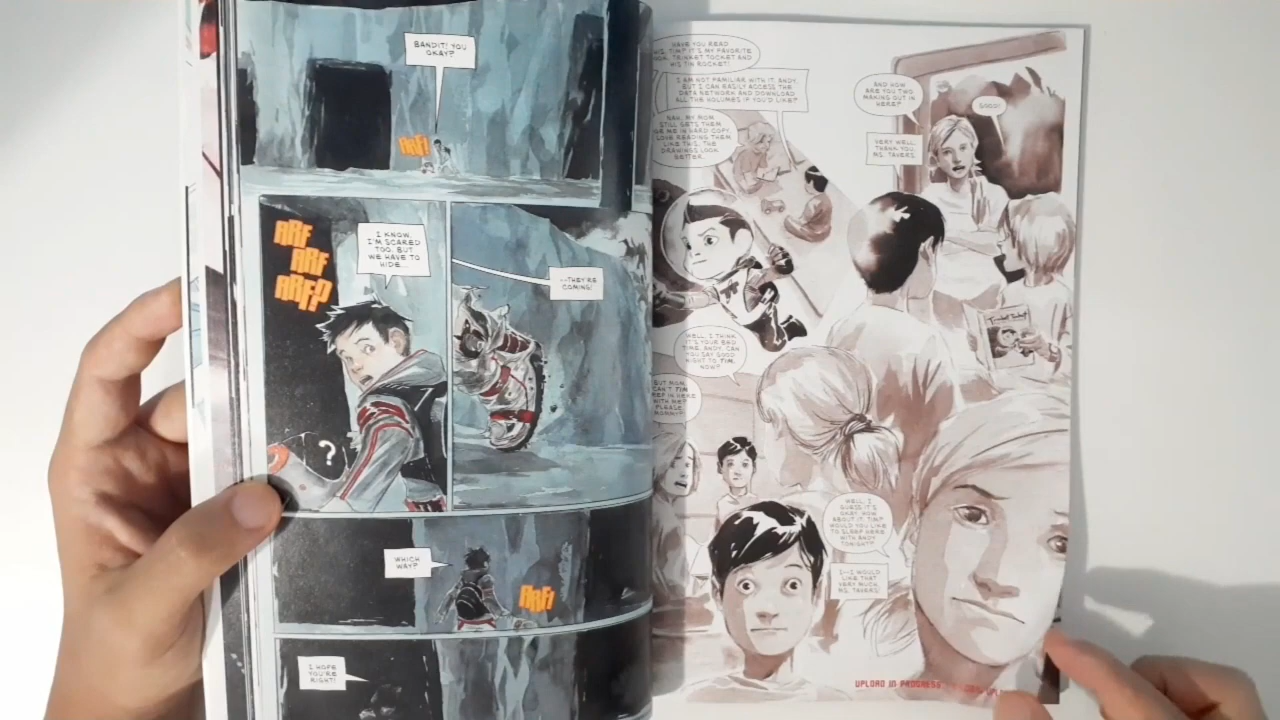 BANDIT! YOU
OKAY?
ARF!
ARF
ARF
ARF?
I KNOW.
I'M SCARED
TOO. BUT
WE HAVE TO
HIDE...
--THEY'RE
COMING!
?
WHICH
WAY?
ARF!
I HOPE
YOU'RE
RIGHT!
HAVE YOU READ
THIS, TIM? IT'S MY FAVORITE
BOOK, TRINKET TOCKET AND
HIS TIN ROCKET!
I AM NOT FAMILIAR WITH IT, ANDY.
BUT I CAN EASILY ACCESS THE
DATA NETWORK AND DOWNLOAD
ALL THE VOLUMES IF YOU'D LIKE?
NAH, MY MOM
STILL GETS THEM
FOR ME IN HARD COPY.
LOVE READING THEM
LIKE THIS. THE
DRAWINGS LOOK
BETTER.
AND HOW
ARE YOU TWO
MAKING OUT IN
HERE?
GOOD!
VERY WELL,
THANK YOU,
MS. TAVERS.
WELL, I THINK
IT'S YOUR BED
TIME, ANDY. CAN
YOU SAY GOOD
NIGHT TO TIM,
NOW?
BUT MOM,
CAN'T TIM
SLEEP IN HERE
WITH ME?
PLEASE,
WELL, I
GUESS IT'S
OKAY. HOW
ABOUT IT, TIM?
WOULD YOU LIKE
TO SLEEP HERE
WITH ANDY
TONIGHT?
I--I WOULD
LIKE THAT
VERY MUCH,
MS. TAVERS!
UPLOAD IN PROGRESS